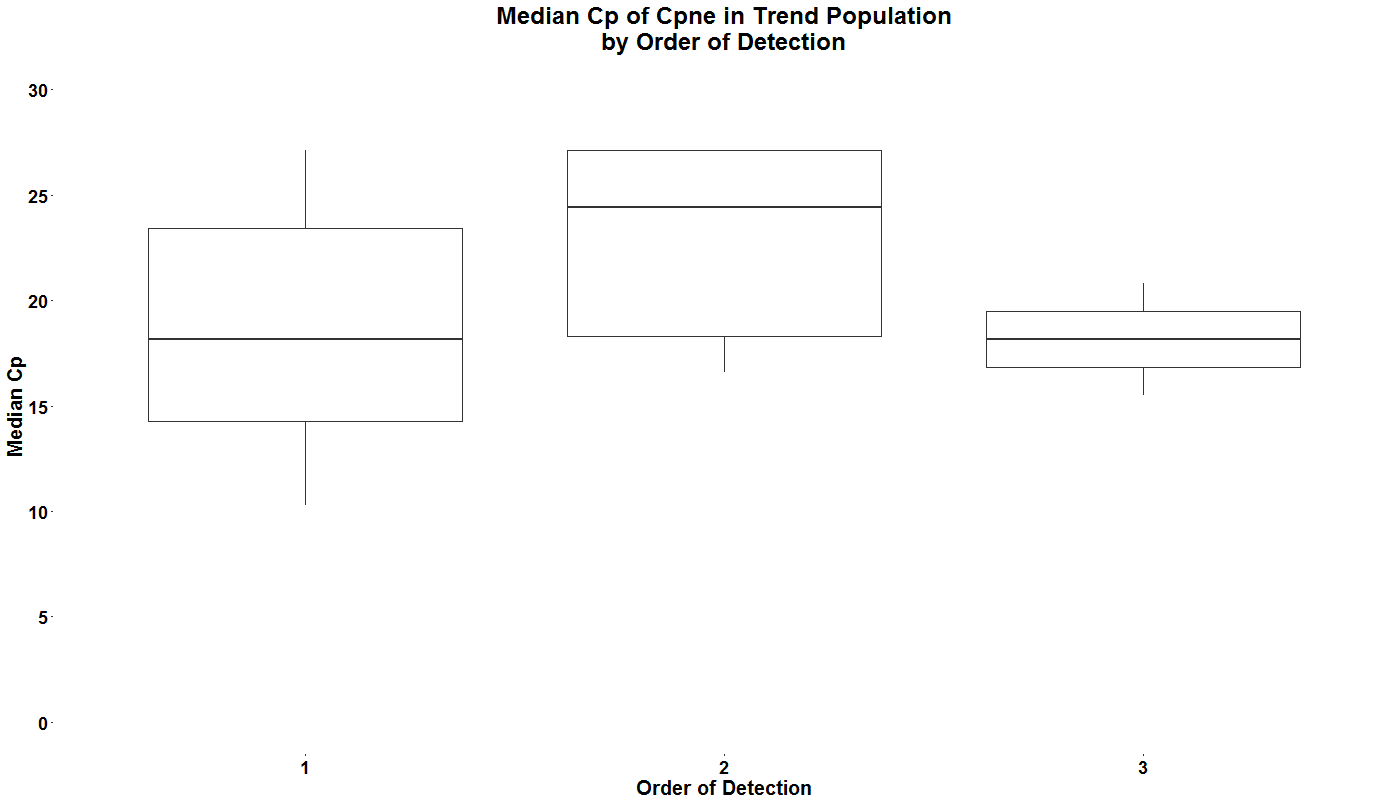 Median Cp of Cpne in Trend Population
by Order of Detection
30
25
20
15
10
5
0
Median Cp
1
2
3
Order of Detection